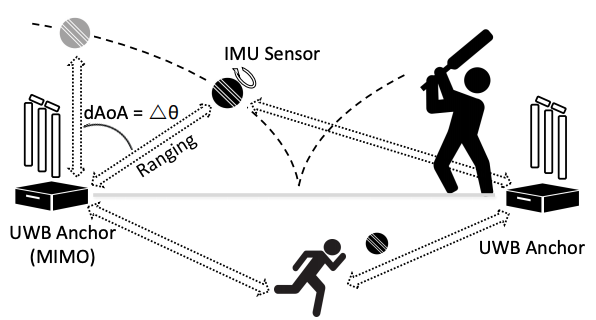 IMU Sensor
dAoA = △θ
Ranging
UWB Anchor
(MIMO)
UWB Anchor